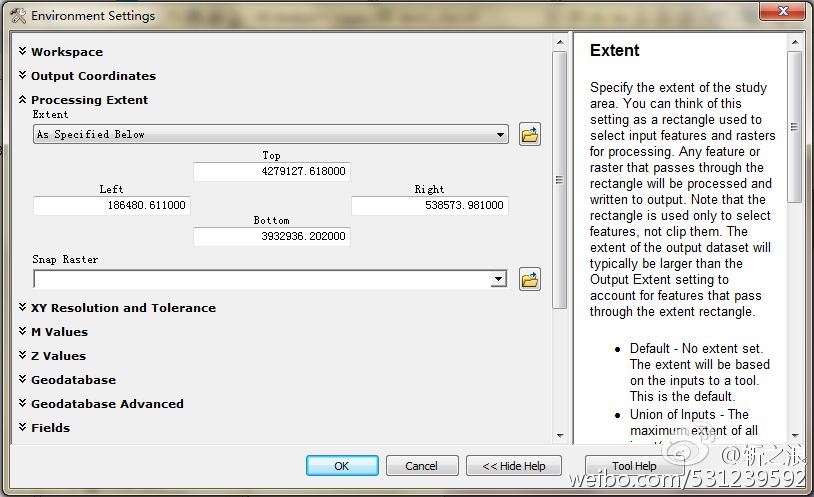 Environment Settings
Workspace
Output Coordinates
Processing Extent
Extent
As Specified Below
Top
4279127.618000
Left
Right
186480.611000
538573.981000
Bottom
3932936.202000
Snap Raster
XY Resolution and Tolerance
M Values
Z Values
Geodatabase
Geodatabase Advanced
Fields
Extent
Specify the extent of the study
area. You can think of this
setting as a rectangle used to
select input features and rasters
for processing. Any feature or
raster that passes through the
rectangle will be processed and
written to output. Note that the
rectangle is used only to select
features, not clip them. The
extent of the output dataset will
typically be larger than the
Output Extent setting to
account for features that pass
through the extent rectangle.
• Default - No extent set.
The extent will be based
on the inputs to a tool.
This is the default.
• Union of Inputs - The
maximum extent of all
OK
Cancel
<< Hide Help
Tool Help
@斩之浪
weibo.com/531239592